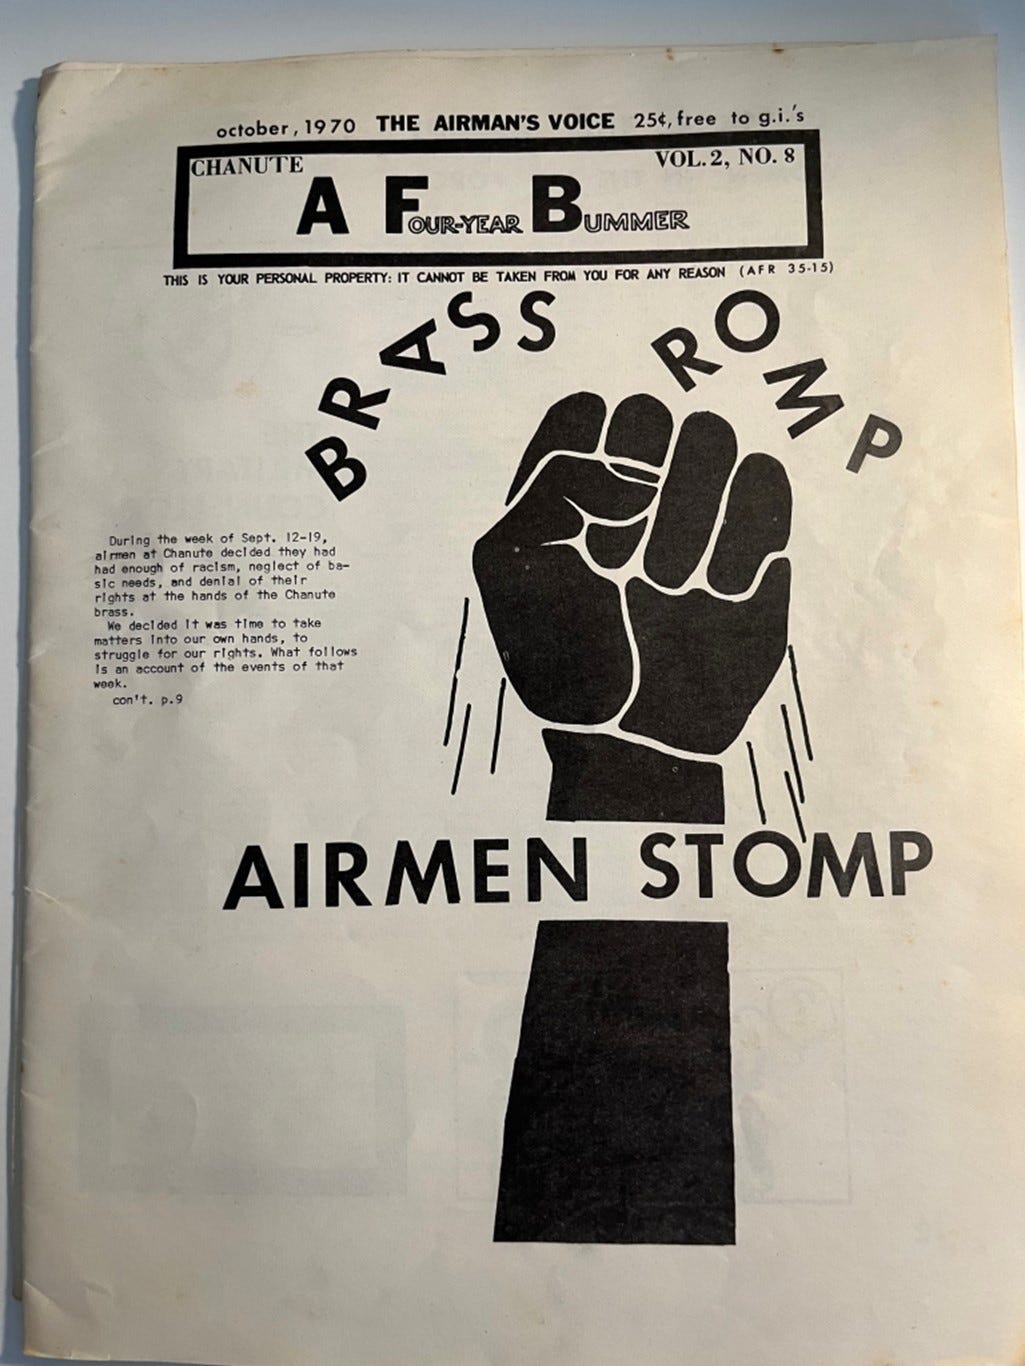 october, 1970 THE AIRMAN'S VOICE 25¢, free to g.i.'s
CHANUTE VOL. 2, NO. 8
A FOUR-YEAR BUMMER
THIS IS YOUR PERSONAL PROPERTY: IT CANNOT BE TAKEN FROM YOU FOR ANY REASON (AFR 35-15)
BRASS ROMP
During the week of Sept. 12-19,
airmen at Chanute decided they had
had enough of racism, neglect of ba-
sic needs, and denial of their
rights at the hands of the Chanute
brass.
We decided it was time to take
matters into our own hands, to
struggle for our rights. What follows
is an account of the events of that
week.
con't. p.9
AIRMEN STOMP